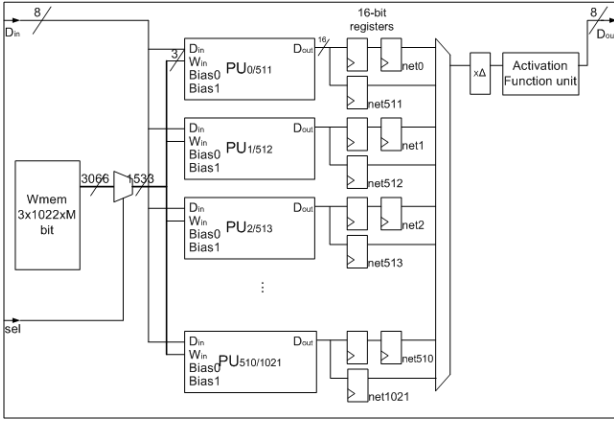 8
Din
Wmem
3x1022xM
bit
3066
1533
sel
3
Din
Win
Bias0
Bias1
PU0/511
Dout
16
16-bit
registers
net0
net511
Din
Win
Bias0
Bias1
PU1/512
Dout
net1
net512
Din
Win
Bias0
Bias1
PU2/513
Dout
net2
net513
...
Din
Win
Bias0
Bias1
PU510/1021
Dout
net510
net1021
xΔ
Activation
Function unit
8
Dou